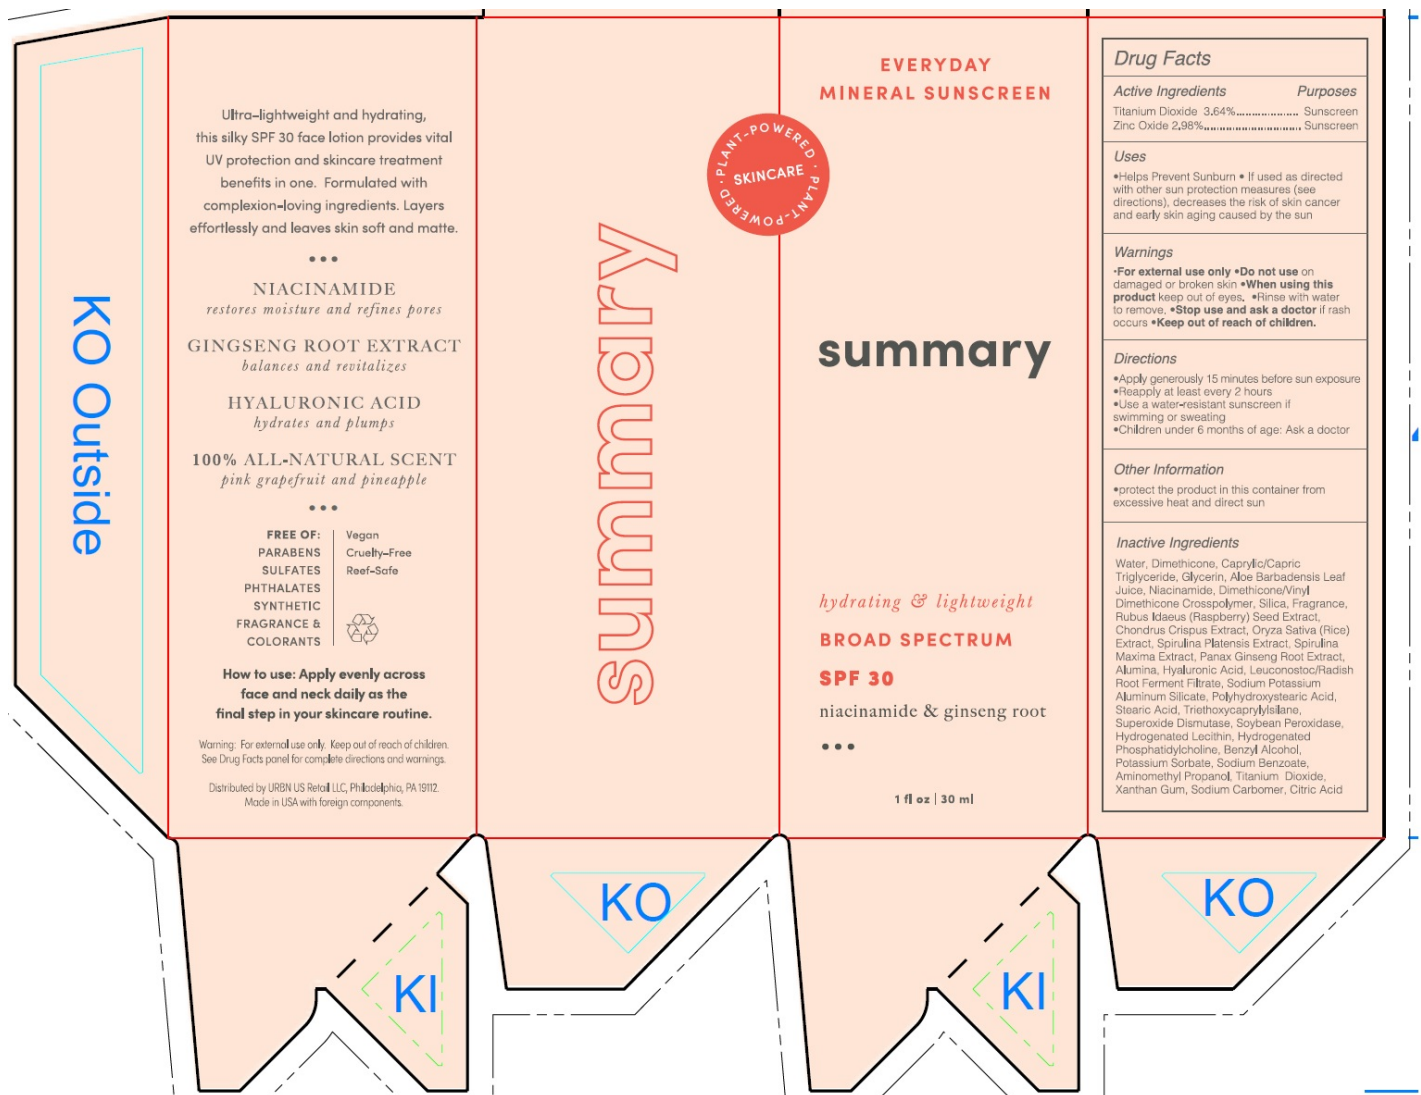 KO Outside
Ultra-lightweight and hydrating,
this silky SPF 30 face lotion provides vital
UV protection and skincare treatment
benefits in one. Formulated with
complexion-loving ingredients. Layers
effortlessly and leaves skin soft and matte.
•••
NIACINAMIDE
restores moisture and refines pores
GINGSENG ROOT EXTRACT
balances and revitalizes
HYALURONIC ACID
hydrates and plumps
100% ALL-NATURAL SCENT
pink grapefruit and pineapple
•••
FREE OF:
PARABENS
SULFATES
PHTHALATES
SYNTHETIC
FRAGRANCE &
COLORANTS
Vegan
Cruelty-Free
Reef-Safe
How to use: Apply evenly across
face and neck daily as the
final step in your skincare routine.
Warning: For external use only. Keep out of reach of children.
See Drug Facts panel for complete directions and warnings.
Distributed by URBN US Retail LLC, Philadelphia, PA 19112.
Made in USA with foreign components.
summary
PLANT-POWERED · PLANT-POWERED ·
SKINCARE
EVERYDAY
MINERAL SUNSCREEN
summary
hydrating & lightweight
BROAD SPECTRUM
SPF 30
niacinamide & ginseng root
•••
1 fl oz | 30 ml
Drug Facts
Active Ingredients Purposes
Titanium Dioxide 3.64%................... Sunscreen
Zinc Oxide 2.98%............................. Sunscreen
Uses
•Helps Prevent Sunburn • If used as directed
with other sun protection measures (see
directions), decreases the risk of skin cancer
and early skin aging caused by the sun
Warnings
•For external use only •Do not use on
damaged or broken skin •When using this
product keep out of eyes. •Rinse with water
to remove. •Stop use and ask a doctor if rash
occurs •Keep out of reach of children.
Directions
•Apply generously 15 minutes before sun exposure
•Reapply at least every 2 hours
•Use a water-resistant sunscreen if
swimming or sweating
•Children under 6 months of age: Ask a doctor
Other Information
•protect the product in this container from
excessive heat and direct sun
Inactive Ingredients
Water, Dimethicone, Caprylic/Capric
Triglyceride, Glycerin, Aloe Barbadensis Leaf
Juice, Niacinamide, Dimethicone/Vinyl
Dimethicone Crosspolymer, Silica, Fragrance,
Rubus Idaeus (Raspberry) Seed Extract,
Chondrus Crispus Extract, Oryza Sativa (Rice)
Extract, Spirulina Platensis Extract, Spirulina
Maxima Extract, Panax Ginseng Root Extract,
Alumina, Hyaluronic Acid, Leuconostoc/Radish
Root Ferment Filtrate, Sodium Potassium
Aluminum Silicate, Polyhydroxystearic Acid,
Stearic Acid, Triethoxycaprylylsilane,
Superoxide Dismutase, Soybean Peroxidase,
Hydrogenated Lecithin, Hydrogenated
Phosphatidylcholine, Benzyl Alcohol,
Potassium Sorbate, Sodium Benzoate,
Aminomethyl Propanol, Titanium Dioxide,
Xanthan Gum, Sodium Carbomer, Citric Acid
KI
KO
KI
KO